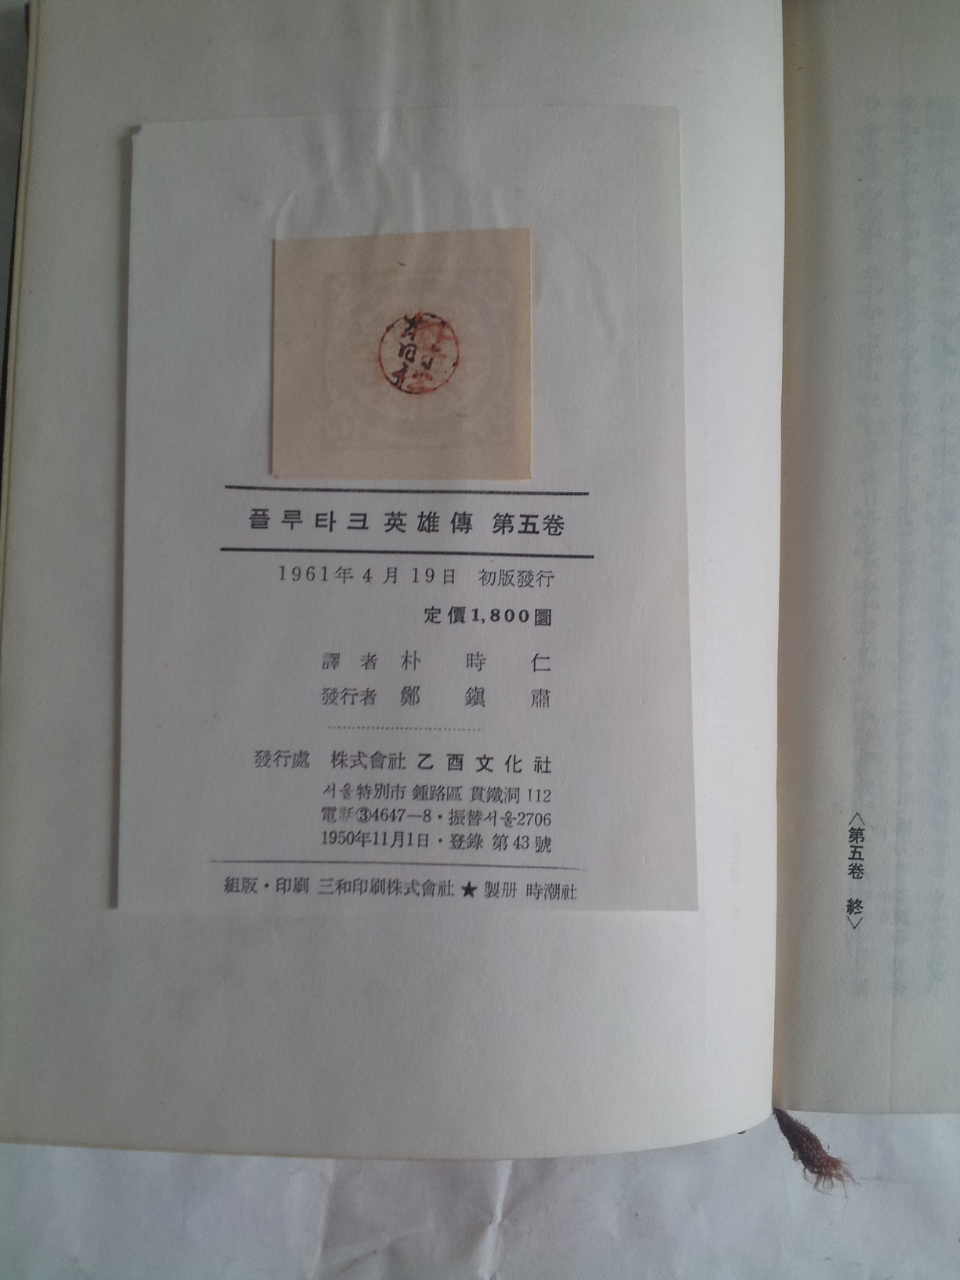 플루타크英雄傳 第五卷
1961年 4月 19日 初版發行
定價1,800圜
譯者 朴時仁
發行者 鄭鎭肅
發行處 株式會社 乙酉文化社
서울特別市 鍾路區 貫鐵洞 112
電話③4647—8·振替서울2706
1950年11月1日·登錄 第43號
組版·印刷 三和印刷株式會社 ★ 製册 時潮社
〈第五卷 終〉